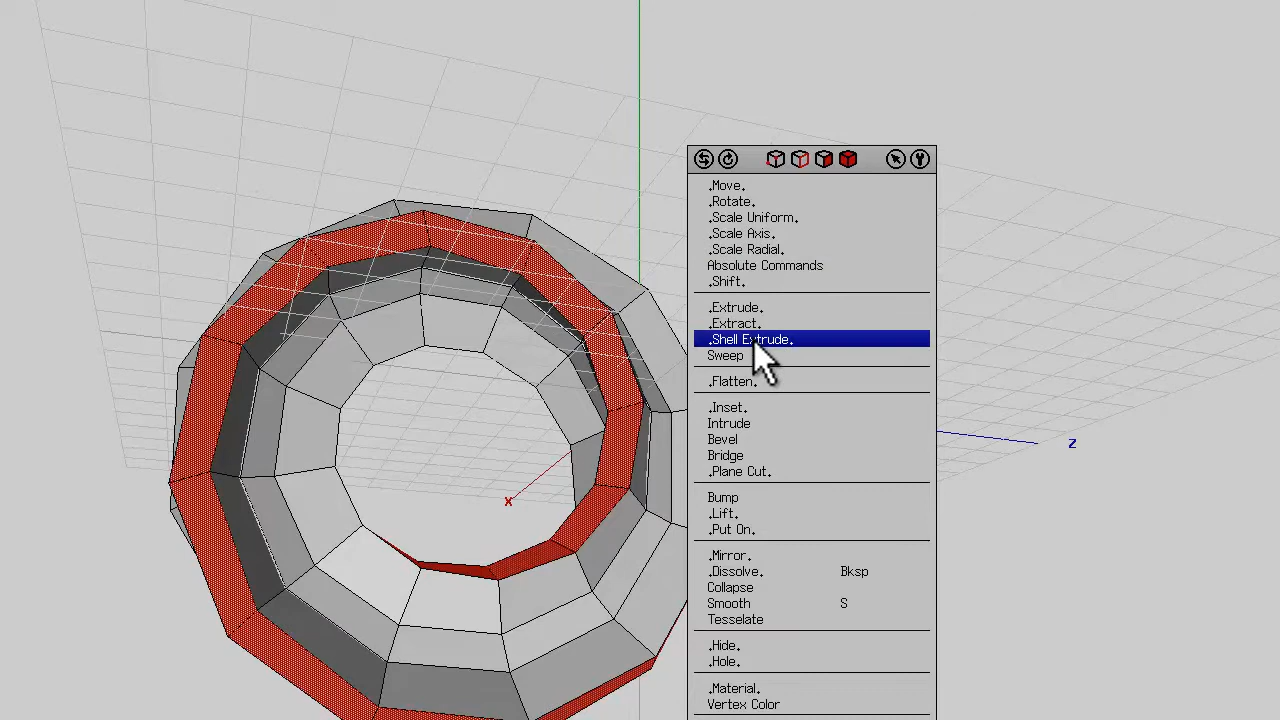 .Move.
.Rotate.
.Scale Uniform.
.Scale Axis.
.Scale Radial.
Absolute Commands
.Shift.
.Extrude.
.Extract.
.Shell Extrude.
Sweep
.Flatten.
.Inset.
Intrude
Bevel
Bridge
.Plane Cut.
Bump
.Lift.
.Put On.
.Mirror.
.Dissolve. Bksp
Collapse
Smooth S
Tesselate
.Hide.
.Hole.
.Material.
Vertex Color
z
x